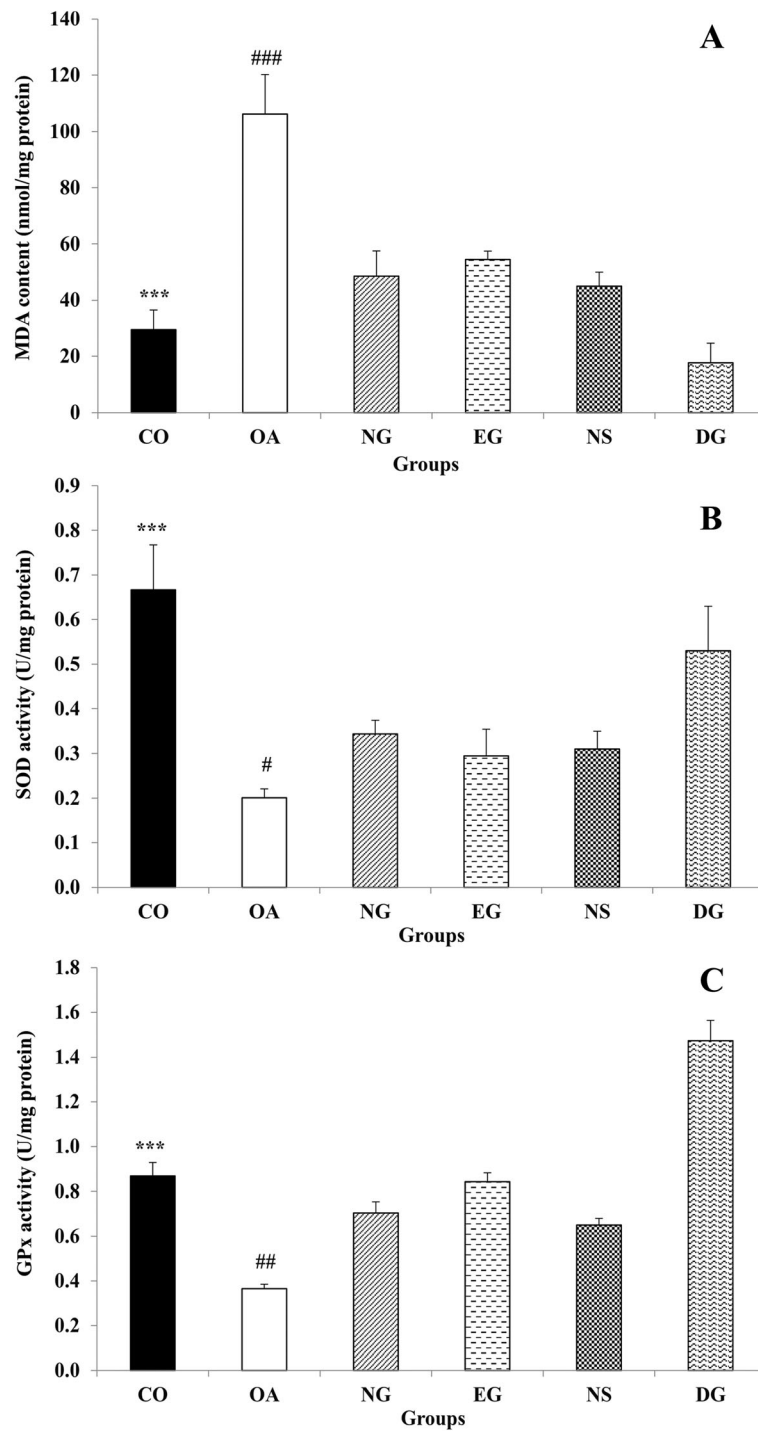 A
MDA content (nmol/mg protein)
140
120
100
80
60
40
20
0
***
###
CO OA NG EG NS DG
Groups
B
SOD activity (U/mg protein)
0.9
0.8
0.7
0.6
0.5
0.4
0.3
0.2
0.1
0.0
***
#
CO OA NG EG NS DG
Groups
C
GPx activity (U/mg protein)
1.8
1.6
1.4
1.2
1.0
0.8
0.6
0.4
0.2
0.0
***
##
CO OA NG EG NS DG
Groups